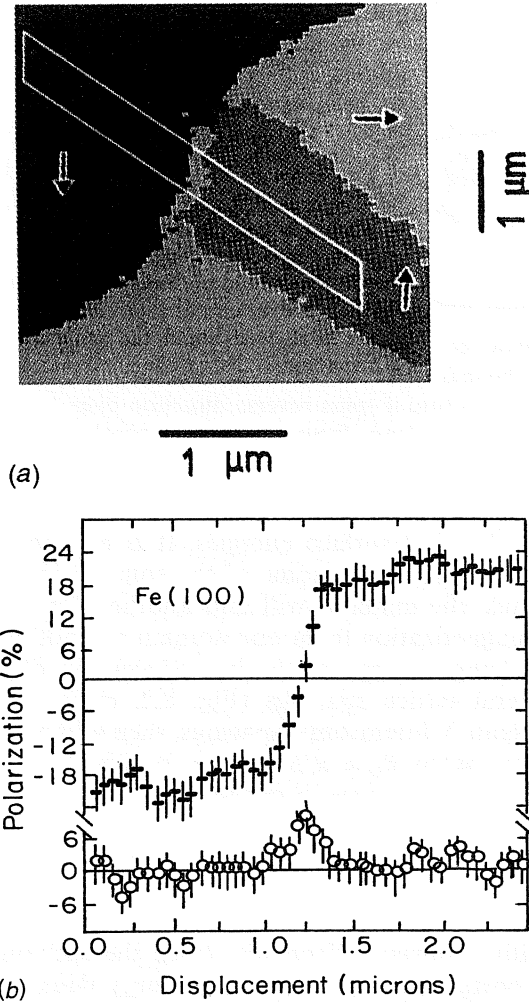 1 μm
1 μm
(a)
24
18
12
6
0
-6
-12
-18
6
0
-6
Fe(100)
Polarization (%)
0
0.5
1.0
1.5
2.0
(b)
Displacement (microns)